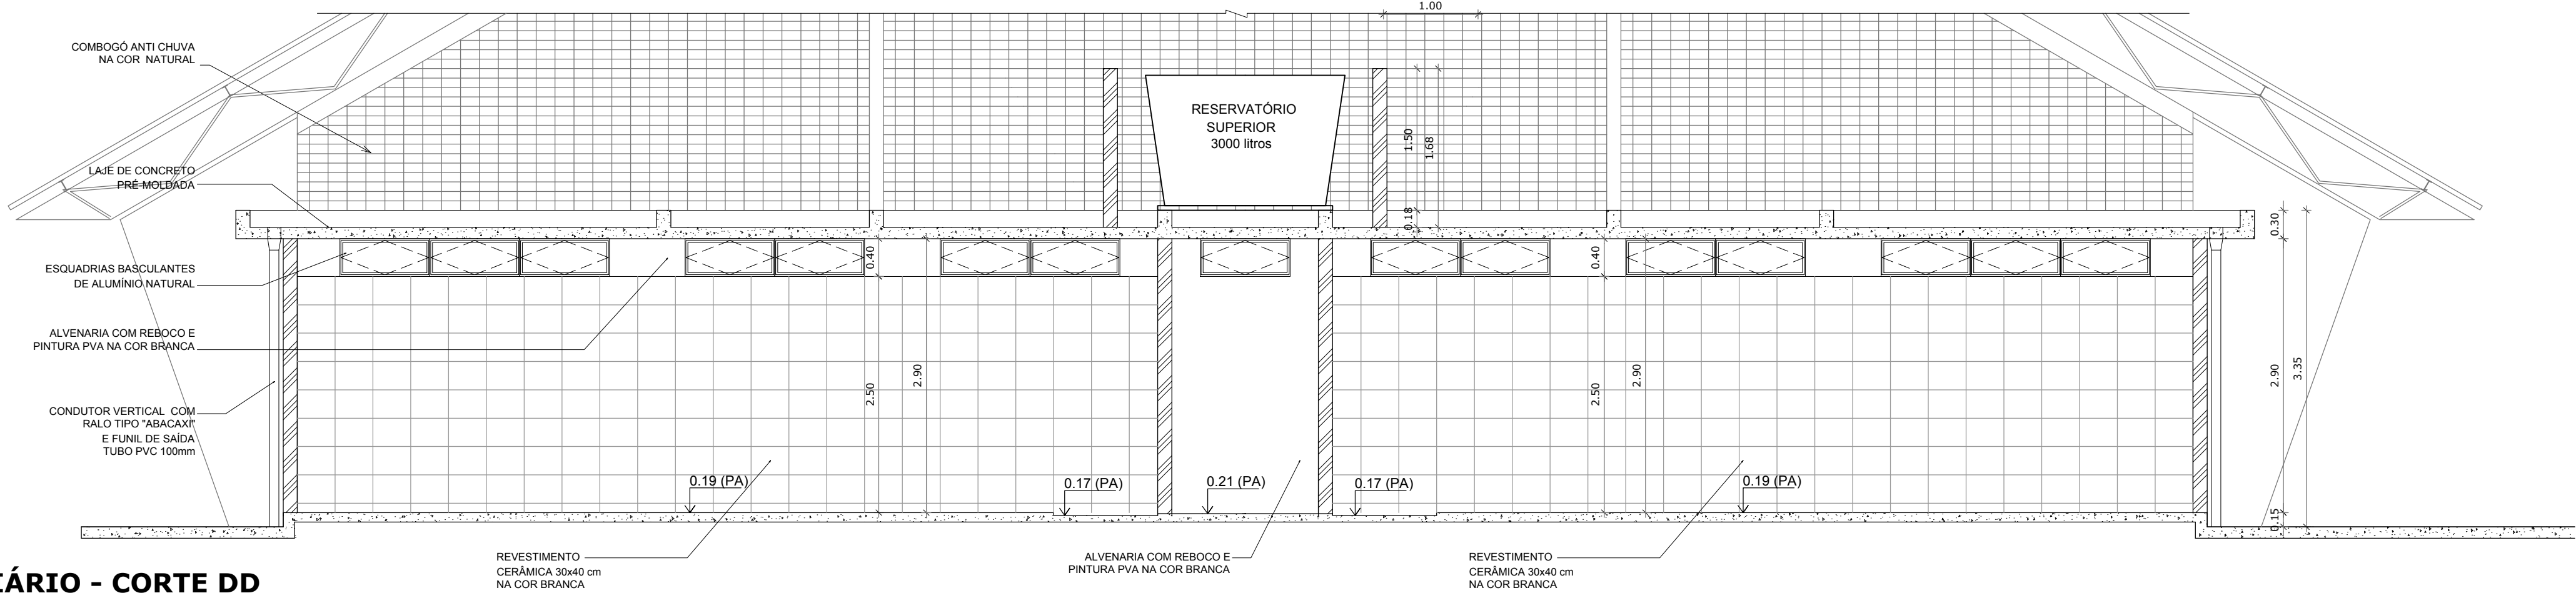 1.00
COMBOGÓ ANTI CHUVA
NA COR NATURAL
RESERVATÓRIO
SUPERIOR
3000 litros
1.50
1.68
0.18
LAJE DE CONCRETO
PRÉ-MOLDADA
0.30
0.40
0.40
ESQUADRIAS BASCULANTES
DE ALUMÍNIO NATURAL
ALVENARIA COM REBOCO E
PINTURA PVA NA COR BRANCA
2.50
2.90
2.50
2.90
2.90
3.35
CONDUTOR VERTICAL COM
RALO TIPO "ABACAXI"
E FUNIL DE SAÍDA
TUBO PVC 100mm
0.19 (PA)
0.17 (PA)
0.21 (PA)
0.17 (PA)
0.19 (PA)
0.15
REVESTIMENTO
CERÂMICA 30x40 cm
NA COR BRANCA
ALVENARIA COM REBOCO E
PINTURA PVA NA COR BRANCA
REVESTIMENTO
CERÂMICA 30x40 cm
NA COR BRANCA
ÁRIO - CORTE DD